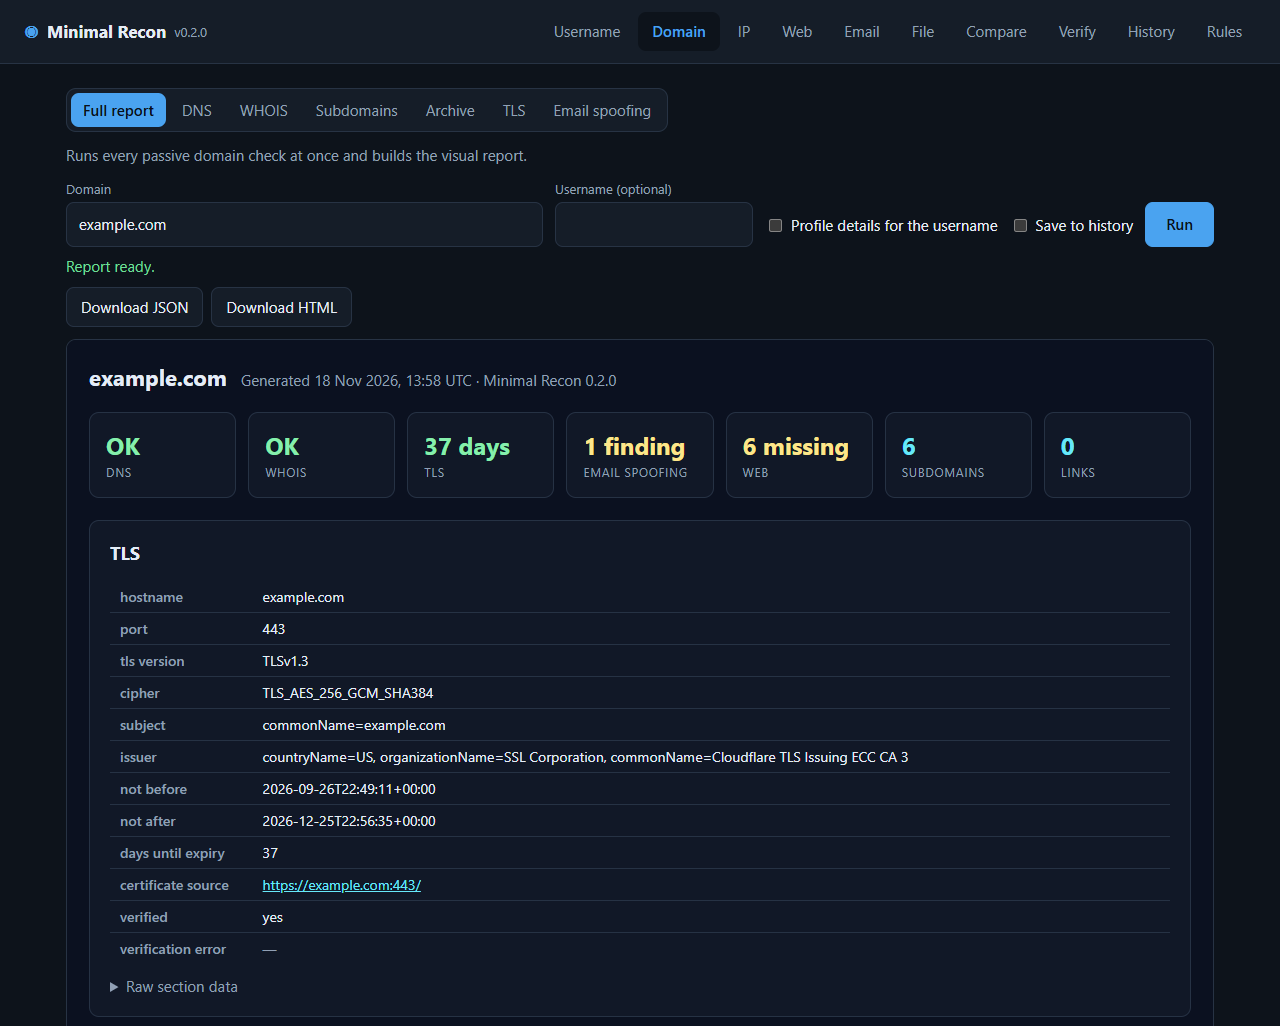 Minimal Recon v0.2.0
Username Domain IP Web Email File Compare Verify History Rules
Full report DNS WHOIS Subdomains Archive TLS Email spoofing
Runs every passive domain check at once and builds the visual report.
Domain Username (optional)
example.com Profile details for the username Save to history Run
Report ready.
Download JSON Download HTML
example.com Generated 18 Nov 2026, 13:58 UTC · Minimal Recon 0.2.0
OK OK 37 days 1 finding 6 missing 6 0
DNS WHOIS TLS EMAIL SPOOFING WEB SUBDOMAINS LINKS
TLS
hostname example.com
port 443
tls version TLSv1.3
cipher TLS_AES_256_GCM_SHA384
subject commonName=example.com
issuer countryName=US, organizationName=SSL Corporation, commonName=Cloudflare TLS Issuing ECC CA 3
not before 2026-09-26T22:49:11+00:00
not after 2026-12-25T22:56:35+00:00
days until expiry 37
certificate source https://example.com:443/
verified yes
verification error —
Raw section data